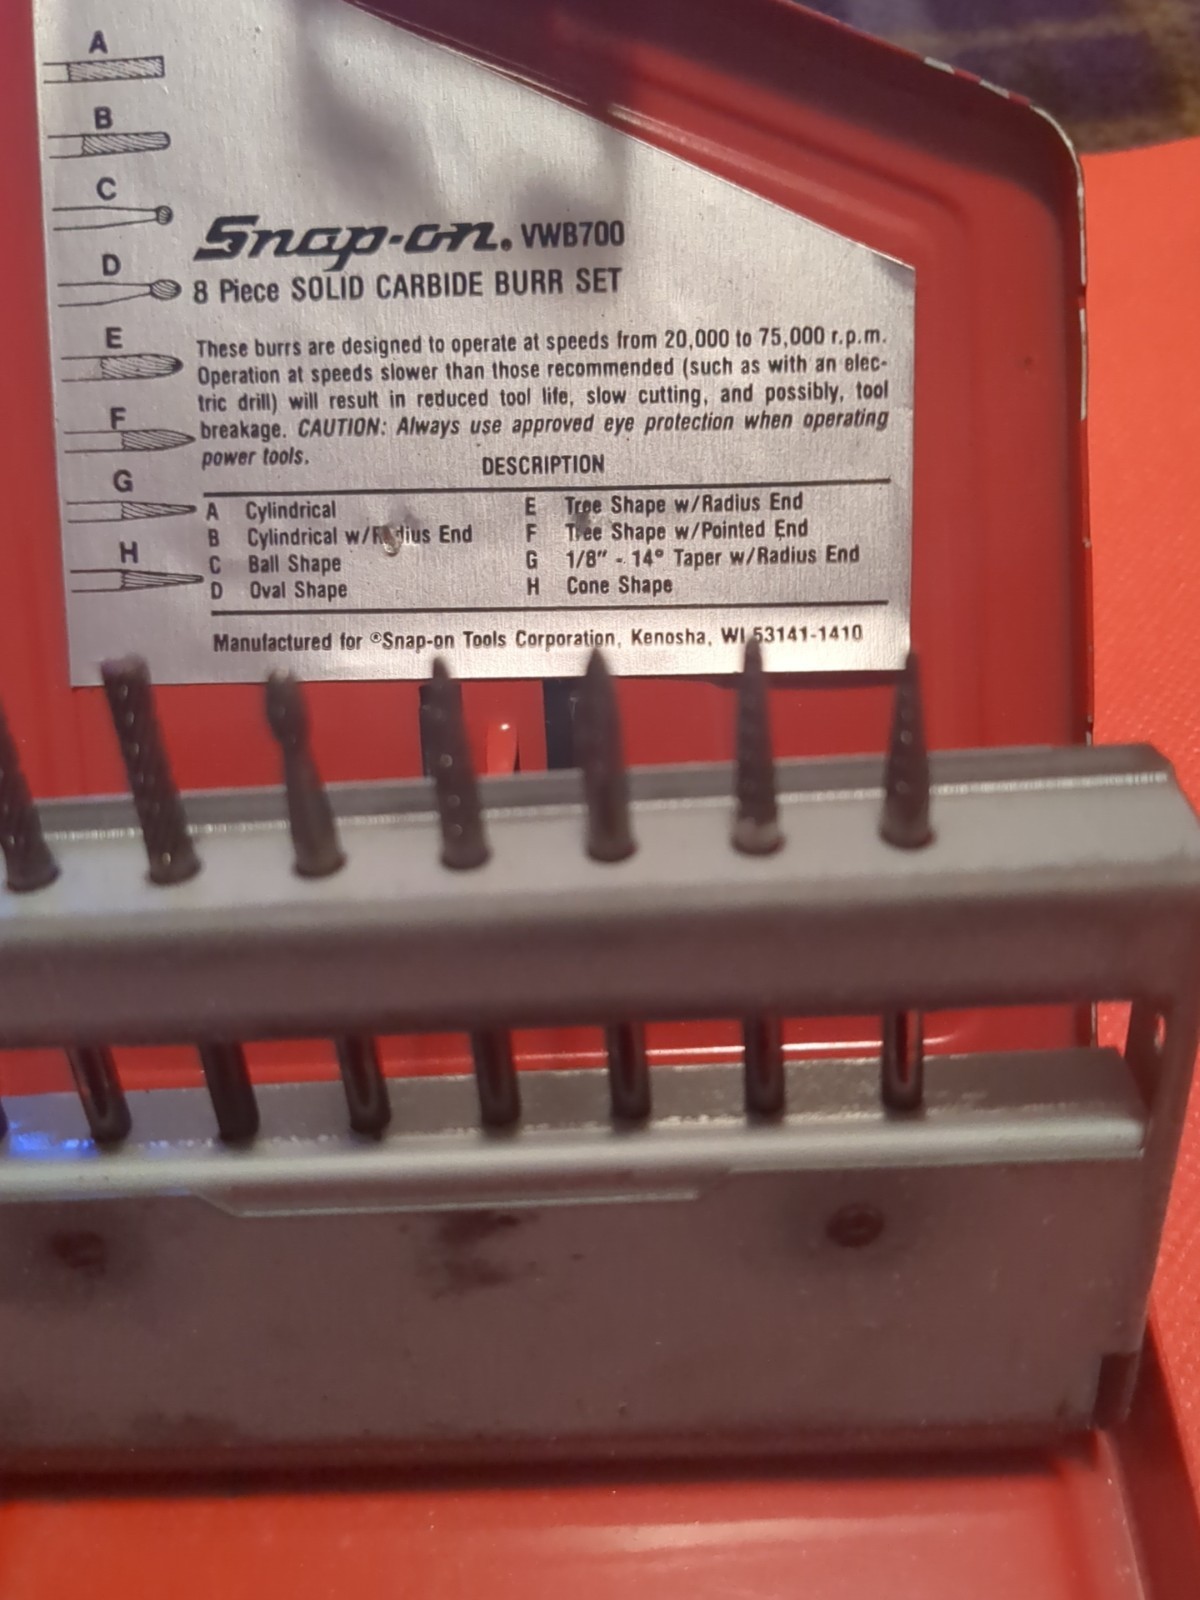 A
B
C
D
E
F
G
H
Snap-on. VWB700
8 Piece SOLID CARBIDE BURR SET
These burrs are designed to operate at speeds from 20,000 to 75,000 r.p.m.
Operation at speeds slower than those recommended (such as with an elec-
tric drill) will result in reduced tool life, slow cutting, and possibly, tool
breakage. CAUTION: Always use approved eye protection when operating
power tools.
DESCRIPTION
A Cylindrical
B Cylindrical w/Radius End
C Ball Shape
D Oval Shape
E Tree Shape w/Radius End
F Tree Shape w/Pointed End
G 1/8" - 14° Taper w/Radius End
H Cone Shape
Manufactured for ®Snap-on Tools Corporation, Kenosha, WI 53141-1410